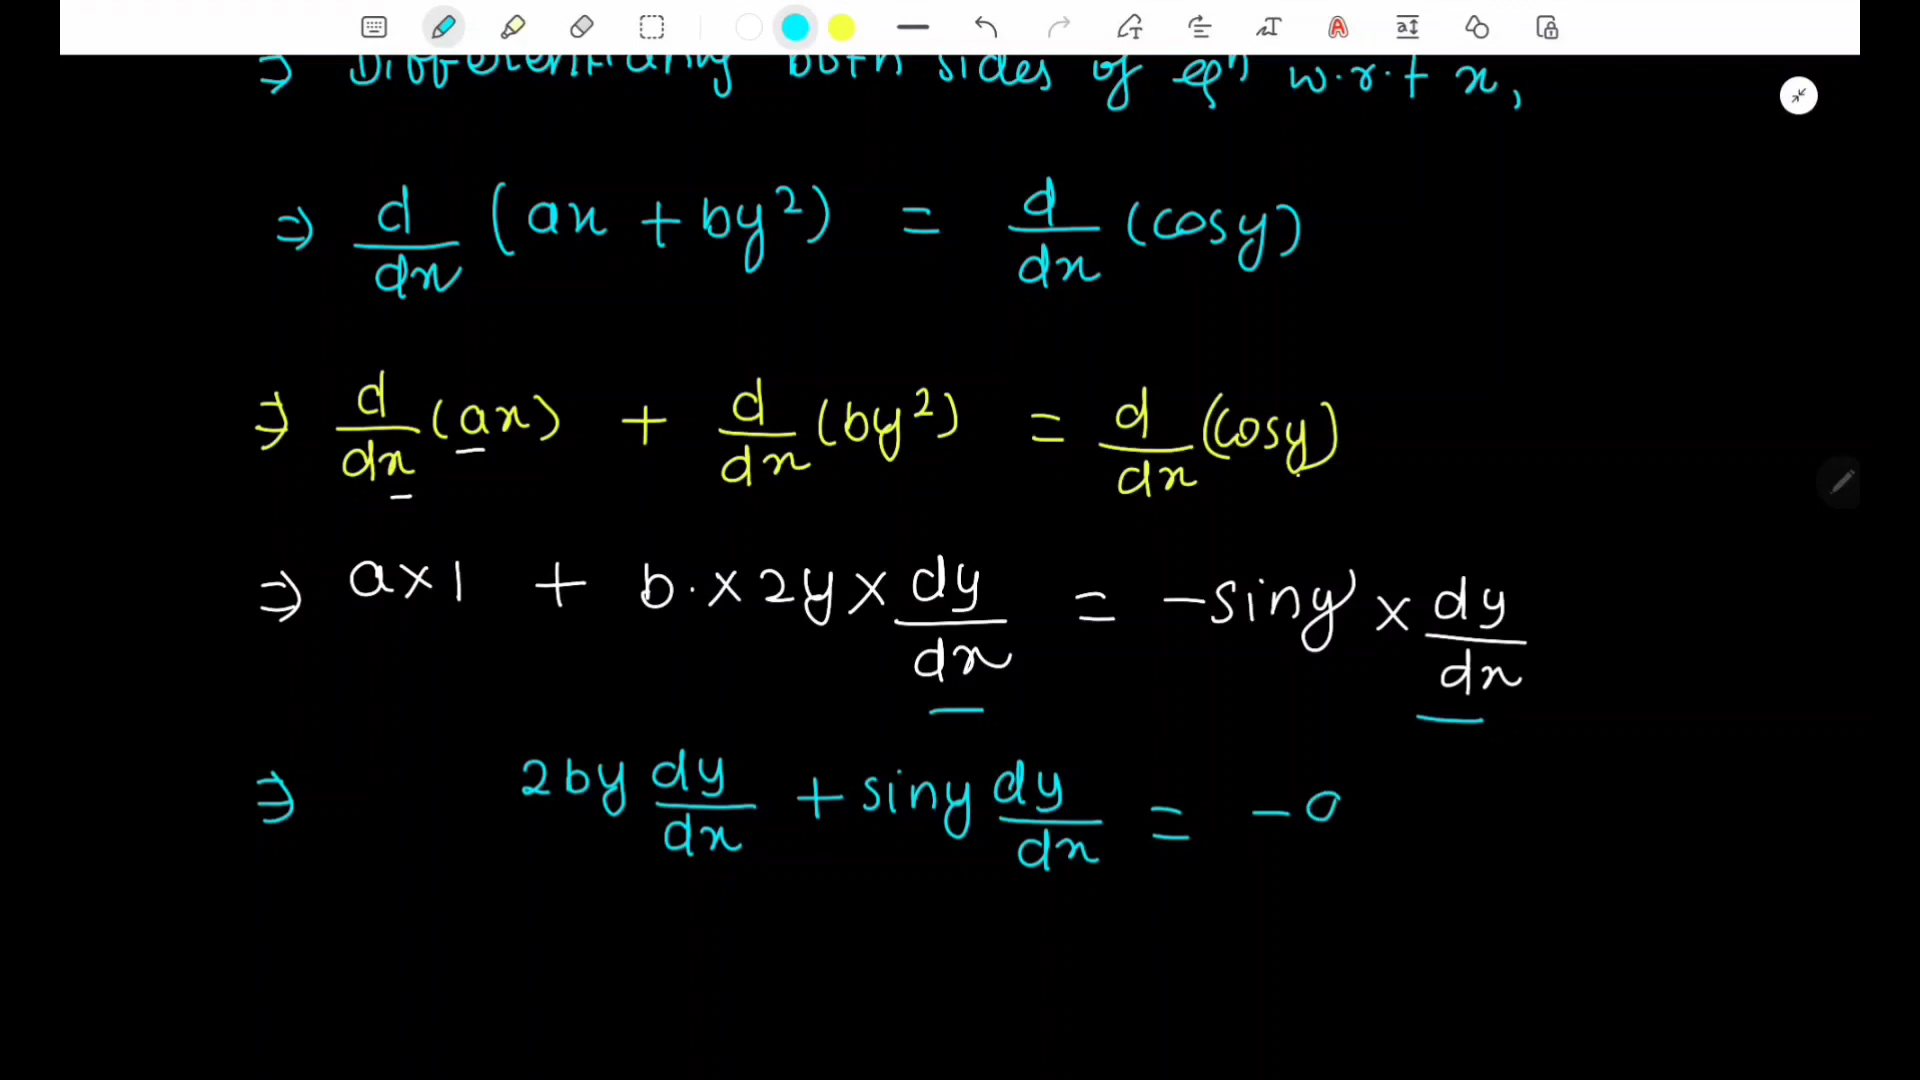 ⇒ Differentiating both sides of eqⁿ w.r.t x,
⇒ d/dx (ax + by²) = d/dx (cosy)
⇒ d/dx (ax) + d/dx (by²) = d/dx (cosy)
⇒ a×1 + b.×2y×dy/dx = -siny × dy/dx
⇒ 2by dy/dx + siny dy/dx = -a